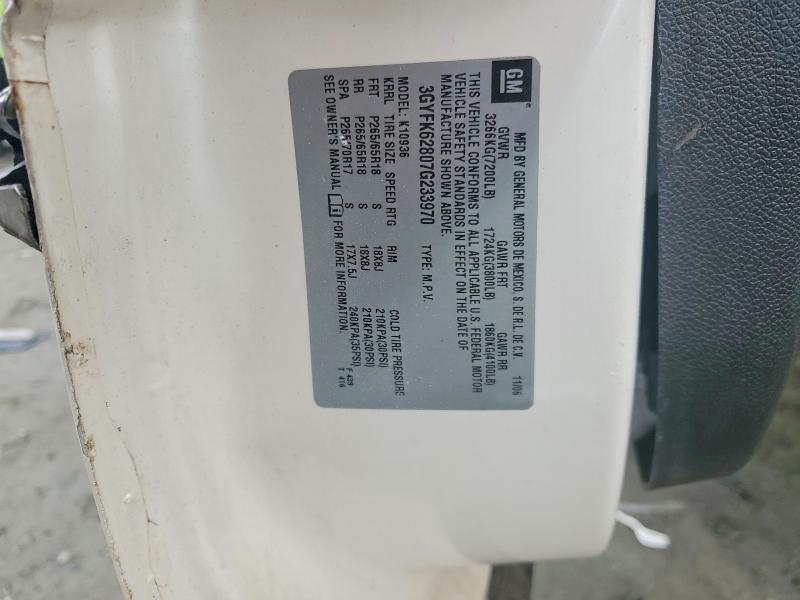 GM
MFD BY GENERAL MOTORS DE MEXICO, S. DE R.L. DE C.V. 11/06
GVWR GAWR FRT GAWR RR
3266KG(7200LB) 1724KG(3800LB) 1860KG(4100LB)
THIS VEHICLE CONFORMS TO ALL APPLICABLE U.S. FEDERAL MOTOR
VEHICLE SAFETY STANDARDS IN EFFECT ON THE DATE OF
MANUFACTURE SHOWN ABOVE.
3GYFK62807G233970 TYPE: M.P.V.
MODEL: K10936
KRRL TIRE SIZE SPEED RTG RIM COLD TIRE PRESSURE
FRT P265/65R18 S 18X8J 210KPA(30PSI)
RR P265/65R18 S 18X8J 210KPA(30PSI)
SPA P265/70R17 S 17X7.5J 240KPA(35PSI)
SEE OWNER'S MANUAL FOR MORE INFORMATION.